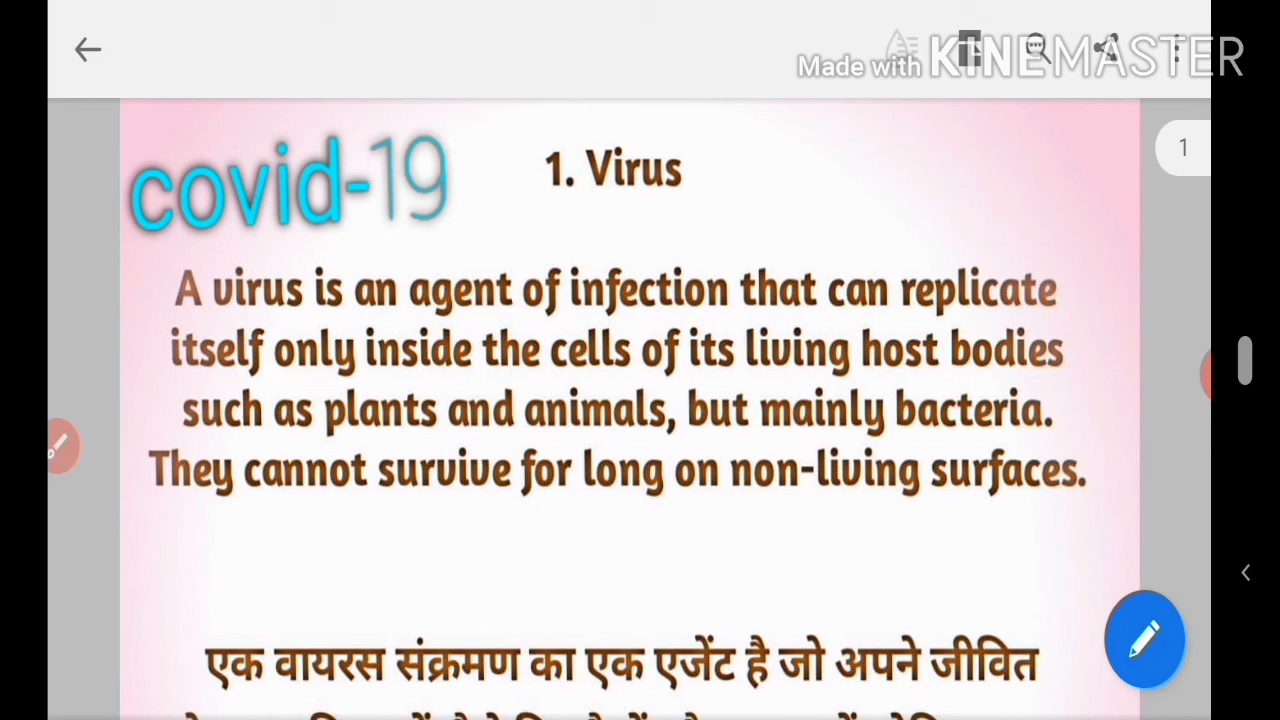 Made with KINEMASTER
1
covid-19
1. Virus
A virus is an agent of infection that can replicate
itself only inside the cells of its living host bodies
such as plants and animals, but mainly bacteria.
They cannot survive for long on non-living surfaces.
एक वायरस संक्रमण का एक एजेंट है जो अपने जीवित